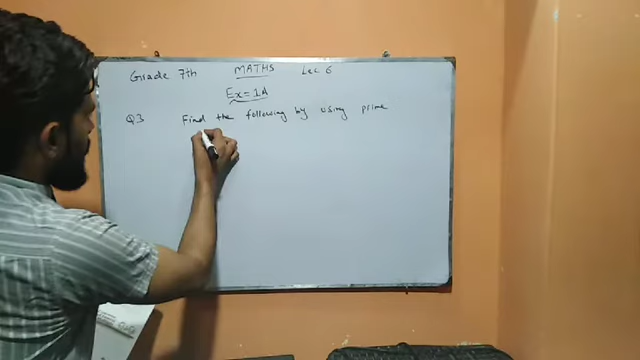 Grade 7th MATHS Lec 6
Ex = 1A
Q3 Find the following by using prime